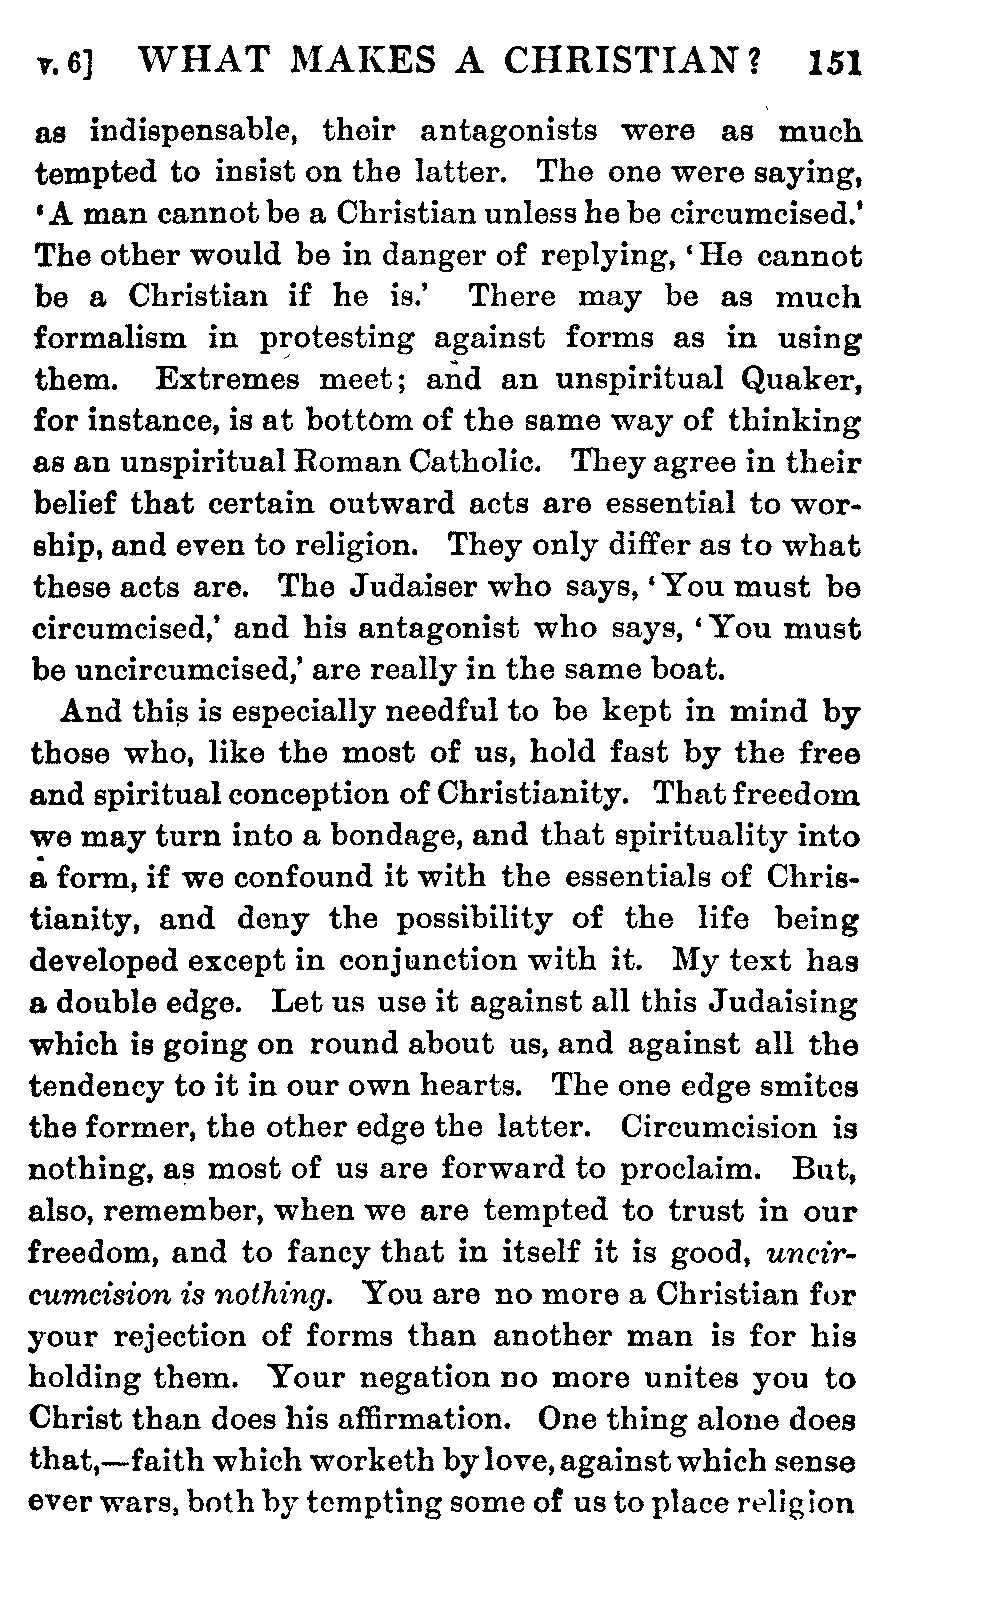 v. 6] WHAT MAKES A CHRISTIAN? 151
as indispensable, their antagonists were as much
tempted to insist on the latter. The one were saying,
‘A man cannot be a Christian unless he be circumcised.’
The other would be in danger of replying, ‘He cannot
be a Christian if he is.’ There may be as much
formalism in protesting against forms as in using
them. Extremes meet; and an unspiritual Quaker,
for instance, is at bottom of the same way of thinking
as an unspiritual Roman Catholic. They agree in their
belief that certain outward acts are essential to wor-
ship, and even to religion. They only differ as to what
these acts are. The Judaiser who says, ‘You must be
circumcised,’ and his antagonist who says, ‘You must
be uncircumcised,’ are really in the same boat.
And this is especially needful to be kept in mind by
those who, like the most of us, hold fast by the free
and spiritual conception of Christianity. That freedom
we may turn into a bondage, and that spirituality into
a form, if we confound it with the essentials of Chris-
tianity, and deny the possibility of the life being
developed except in conjunction with it. My text has
a double edge. Let us use it against all this Judaising
which is going on round about us, and against all the
tendency to it in our own hearts. The one edge smites
the former, the other edge the latter. Circumcision is
nothing, as most of us are forward to proclaim. But,
also, remember, when we are tempted to trust in our
freedom, and to fancy that in itself it is good, uncir-
cumcision is nothing. You are no more a Christian for
your rejection of forms than another man is for his
holding them. Your negation no more unites you to
Christ than does his affirmation. One thing alone does
that,—faith which worketh by love, against which sense
ever wars, both by tempting some of us to place religion